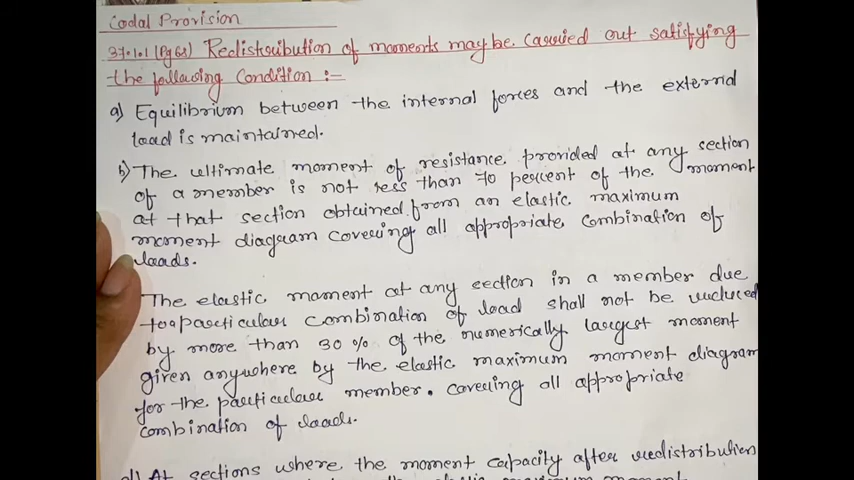 Codal Provision
37.1.1 (Pg 68) Redistribution of moments may be carried out satisfying
the following Condition :-
a) Equilibrium between the internal forces and the external
load is maintained.
b) The ultimate moment of resistance provided at any section
of a member is not less than 70 percent of the moment
at that section obtained from an elastic maximum
moment diagram covering all appropriate combination of
loads.
The elastic moment at any section in a member due
to a particular combination of load shall not be reduced
by more than 30% of the numerically largest moment
given anywhere by the elastic maximum moment diagram
for the particular member. covering all appropriate
combination of loads.
d) At sections where the moment capacity after redistribution
moment